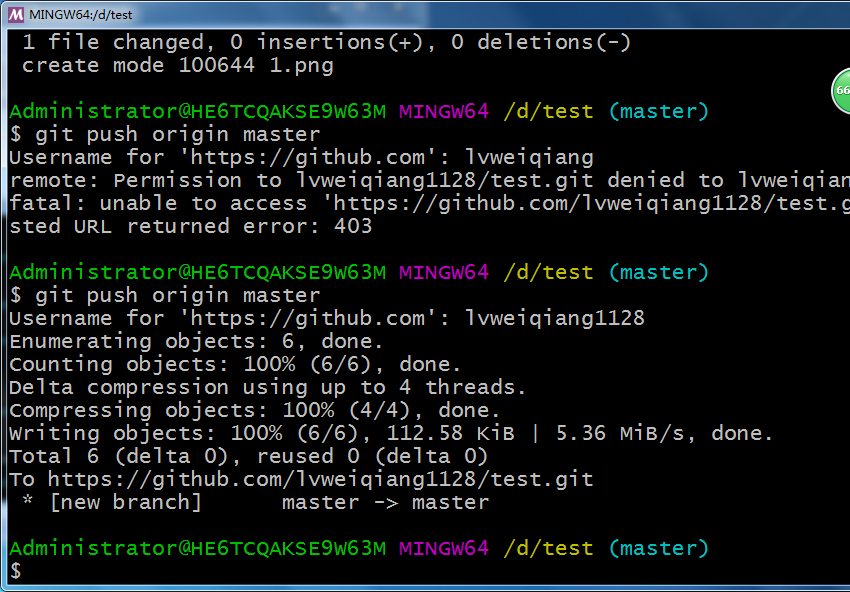 MINGW64:/d/test
1 file changed, 0 insertions(+), 0 deletions(-)
create mode 100644 1.png
66
Administrator@HE6TCQAKSE9W63M MINGW64 /d/test (master)
$ git push origin master
Username for 'https://github.com': lvweiqiang
remote: Permission to lvweiqiang1128/test.git denied to lvweiqian
fatal: unable to access 'https://github.com/lvweiqiang1128/test.g
sted URL returned error: 403
Administrator@HE6TCQAKSE9W63M MINGW64 /d/test (master)
$ git push origin master
Username for 'https://github.com': lvweiqiang1128
Enumerating objects: 6, done.
Counting objects: 100% (6/6), done.
Delta compression using up to 4 threads.
Compressing objects: 100% (4/4), done.
Writing objects: 100% (6/6), 112.58 KiB | 5.36 MiB/s, done.
Total 6 (delta 0), reused 0 (delta 0)
To https://github.com/lvweiqiang1128/test.git
* [new branch]      master -> master
Administrator@HE6TCQAKSE9W63M MINGW64 /d/test (master)
$